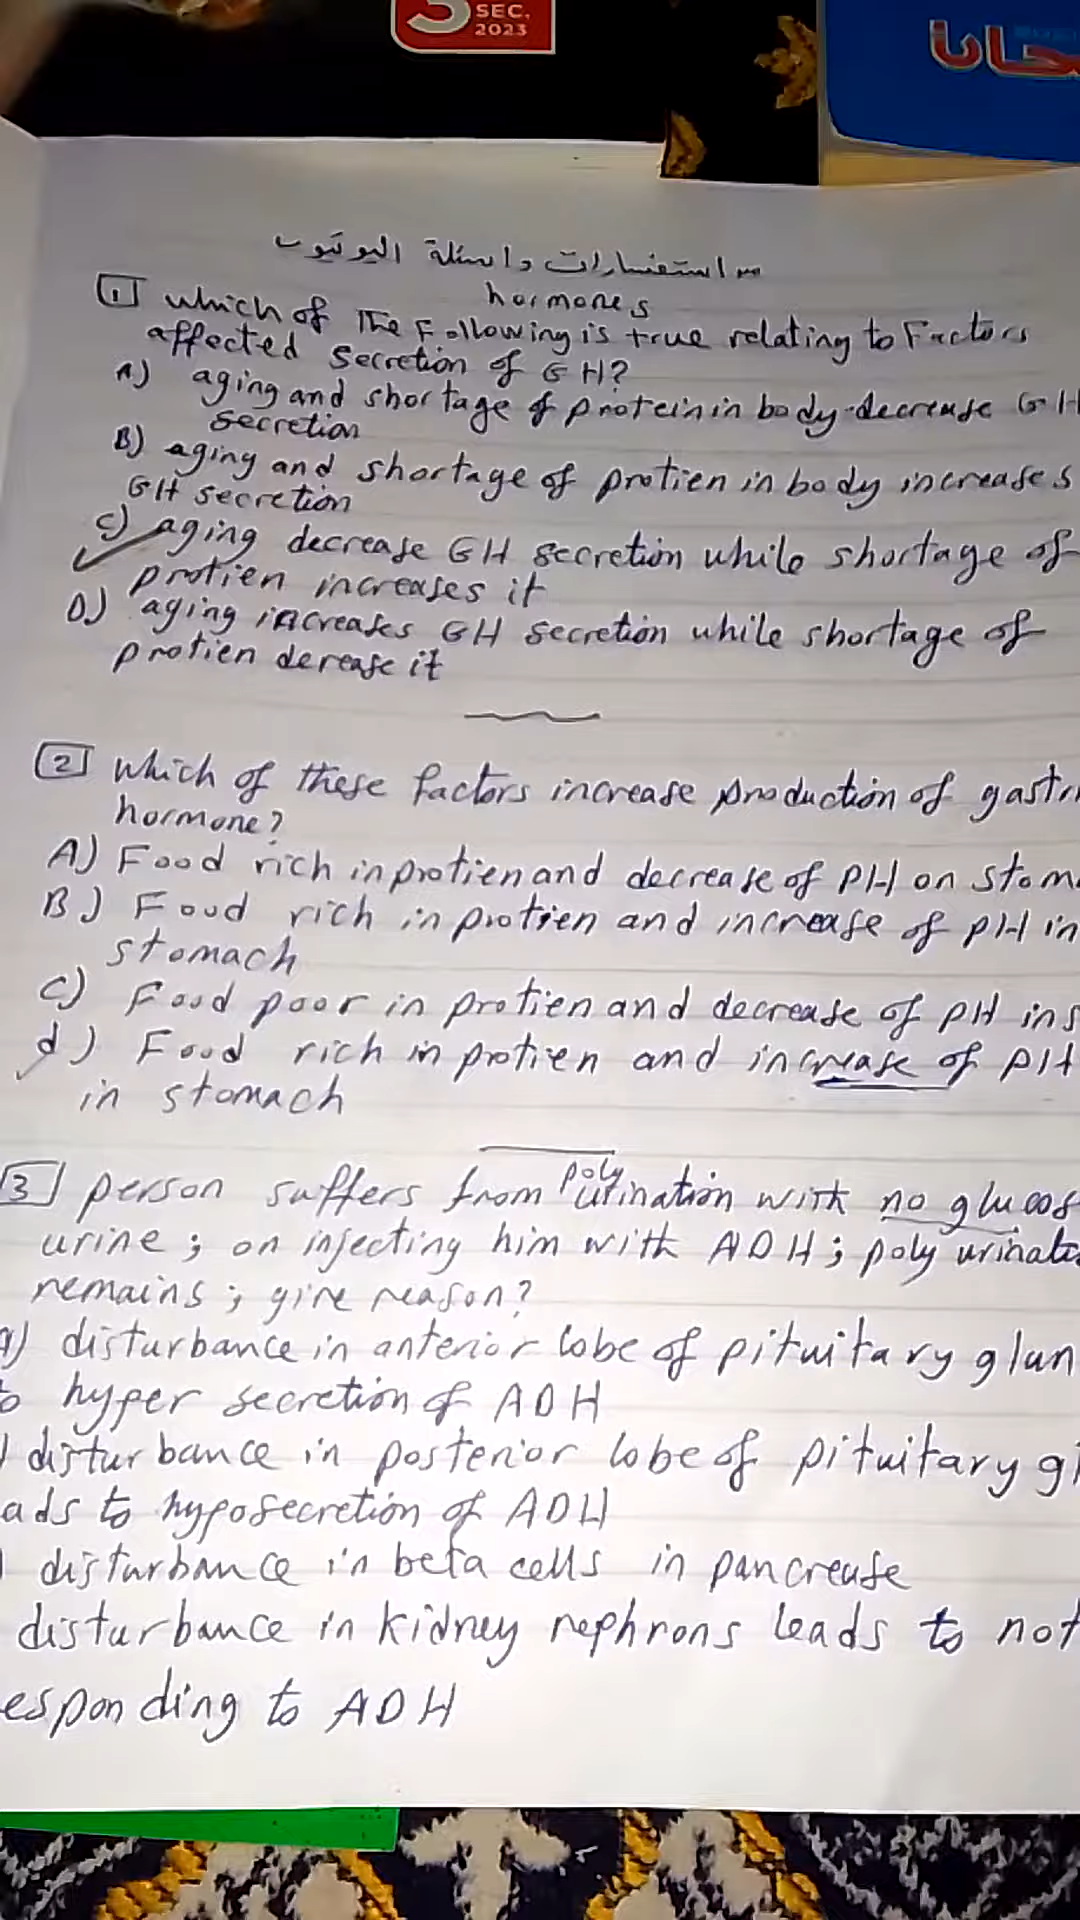 3 SEC.
2023
من استفسارات واسئلة اليوتيوب
hormones
1 which of The Following is true relating to Factors
affected secretion of GH?
A) aging and shortage of protein in body decrease GH
secretion
B) aging and shortage of protien in body increases
GH secretion
C) aging decrease GH secretion while shortage of
protien increases it
D) aging increases GH secretion while shortage of
protien derease it
2 which of these factors increase production of
hormone?
A) Food rich in protien and decrease of PH on
B) Food rich in protien and increase of pH in
stomach
C) Food poor in protien and decrease of pH in
d) Food rich in protien and increase of PH
in stomach
3 person suffers from poly urination with no
urine; on injecting him with ADH; poly
remains; give reason?
a) disturbance in anterior lobe of pituitary
to hyper secretion of ADH
disturbance in posterior lobe of pituitary
ads to hyposecretion of ADH
disturbance in beta cells in pancrease
disturbance in kidney nephrons leads to not
esponding to ADH